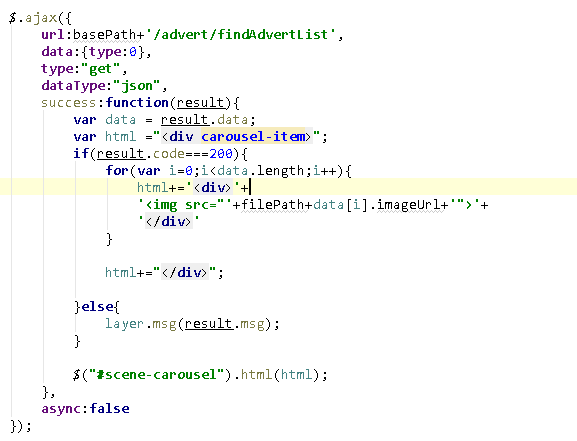 $.ajax({
    url:basePath+'/advert/findAdvertList',
    data:{type:0},
    type:"get",
    dataType:"json",
    success:function(result){
        var data = result.data;
        var html ="<div carousel-item>";
        if(result.code===200){
            for(var i=0;i<data.length;i++){
                html+='<div>'+
                '<img src="'+filePath+data[i].imageUrl+'">'+
                '</div>'
            }
            html+="</div>";
        }else{
            layer.msg(result.msg);
        }
        $("#scene-carousel").html(html);
    },
    async:false
});